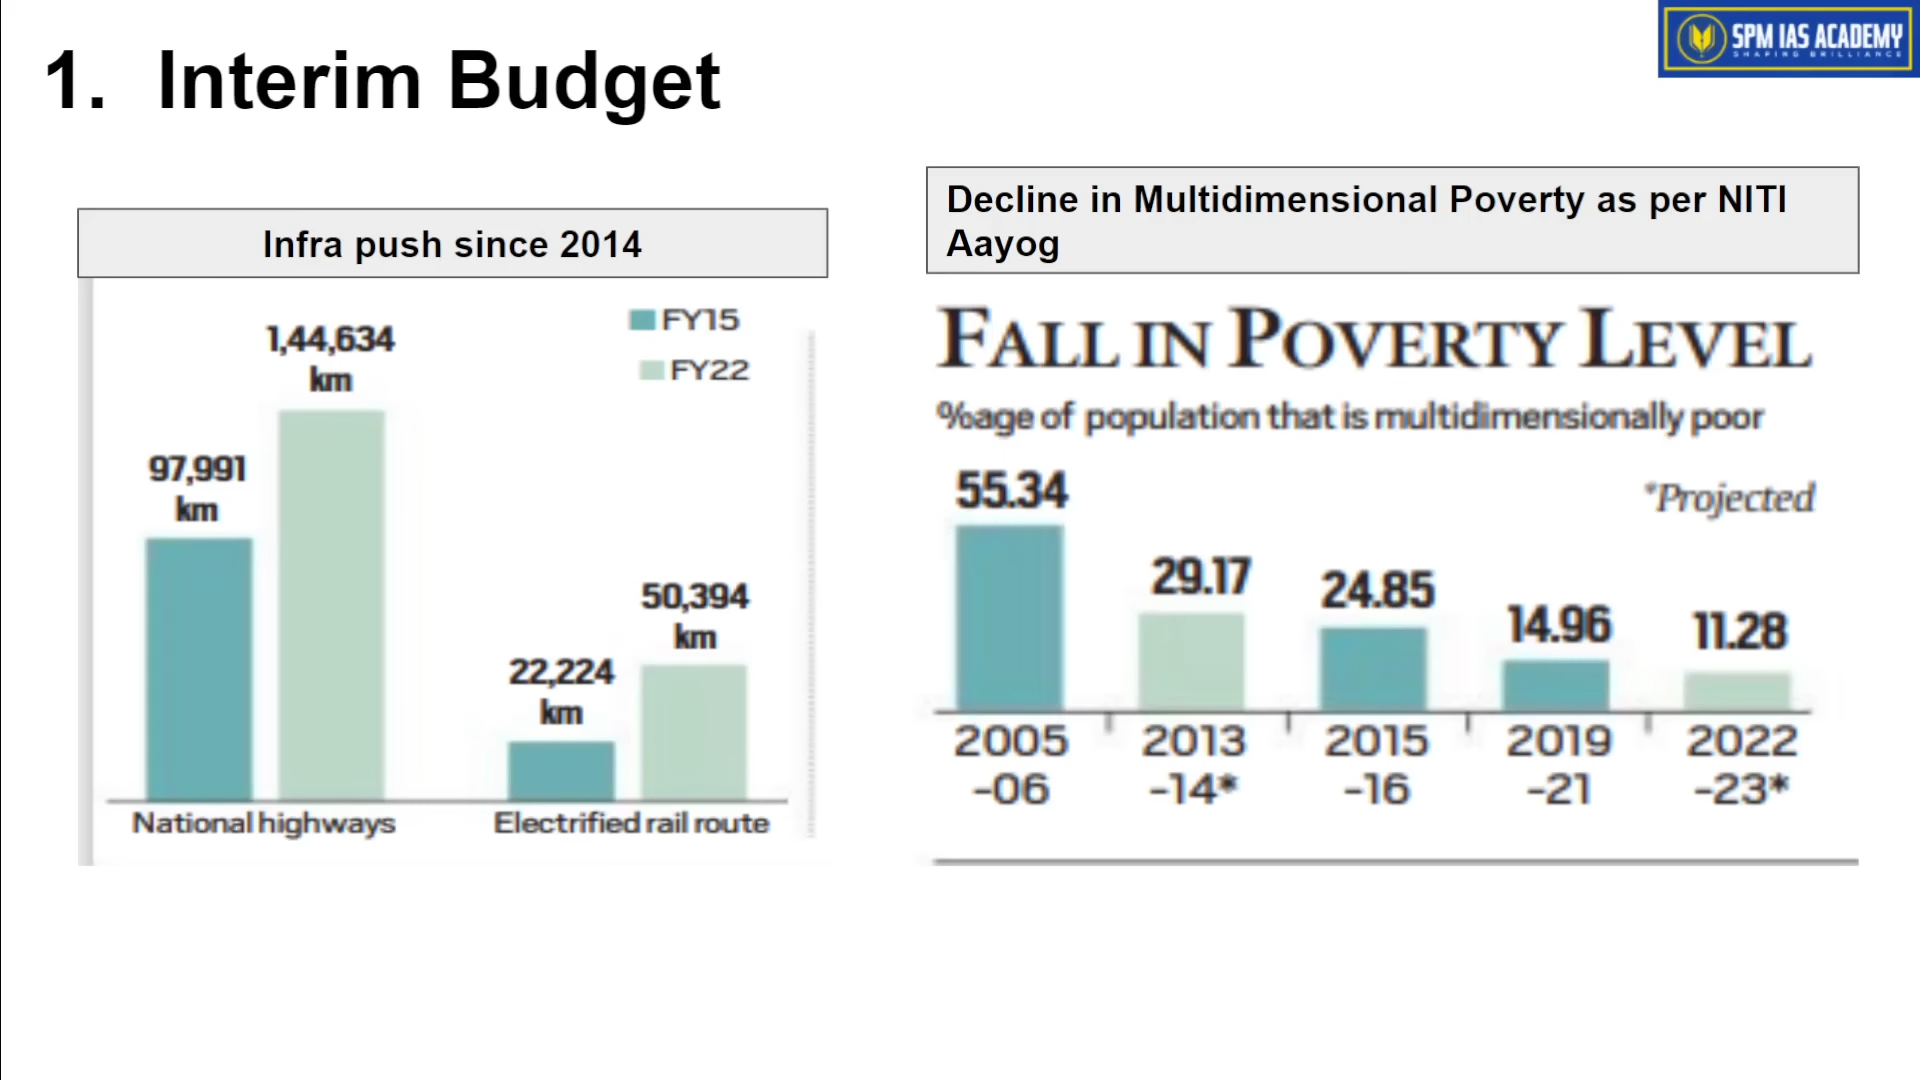 1. Interim Budget
SPM IAS ACADEMY
SHAPING BRILLIANCE
Infra push since 2014
FY15
FY22
1,44,634
km
97,991
km
50,394
km
22,224
km
National highways
Electrified rail route
Decline in Multidimensional Poverty as per NITI
Aayog
FALL IN POVERTY LEVEL
%age of population that is multidimensionally poor
*Projected
55.34
29.17
24.85
14.96
11.28
2005
-06
2013
-14*
2015
-16
2019
-21
2022
-23*